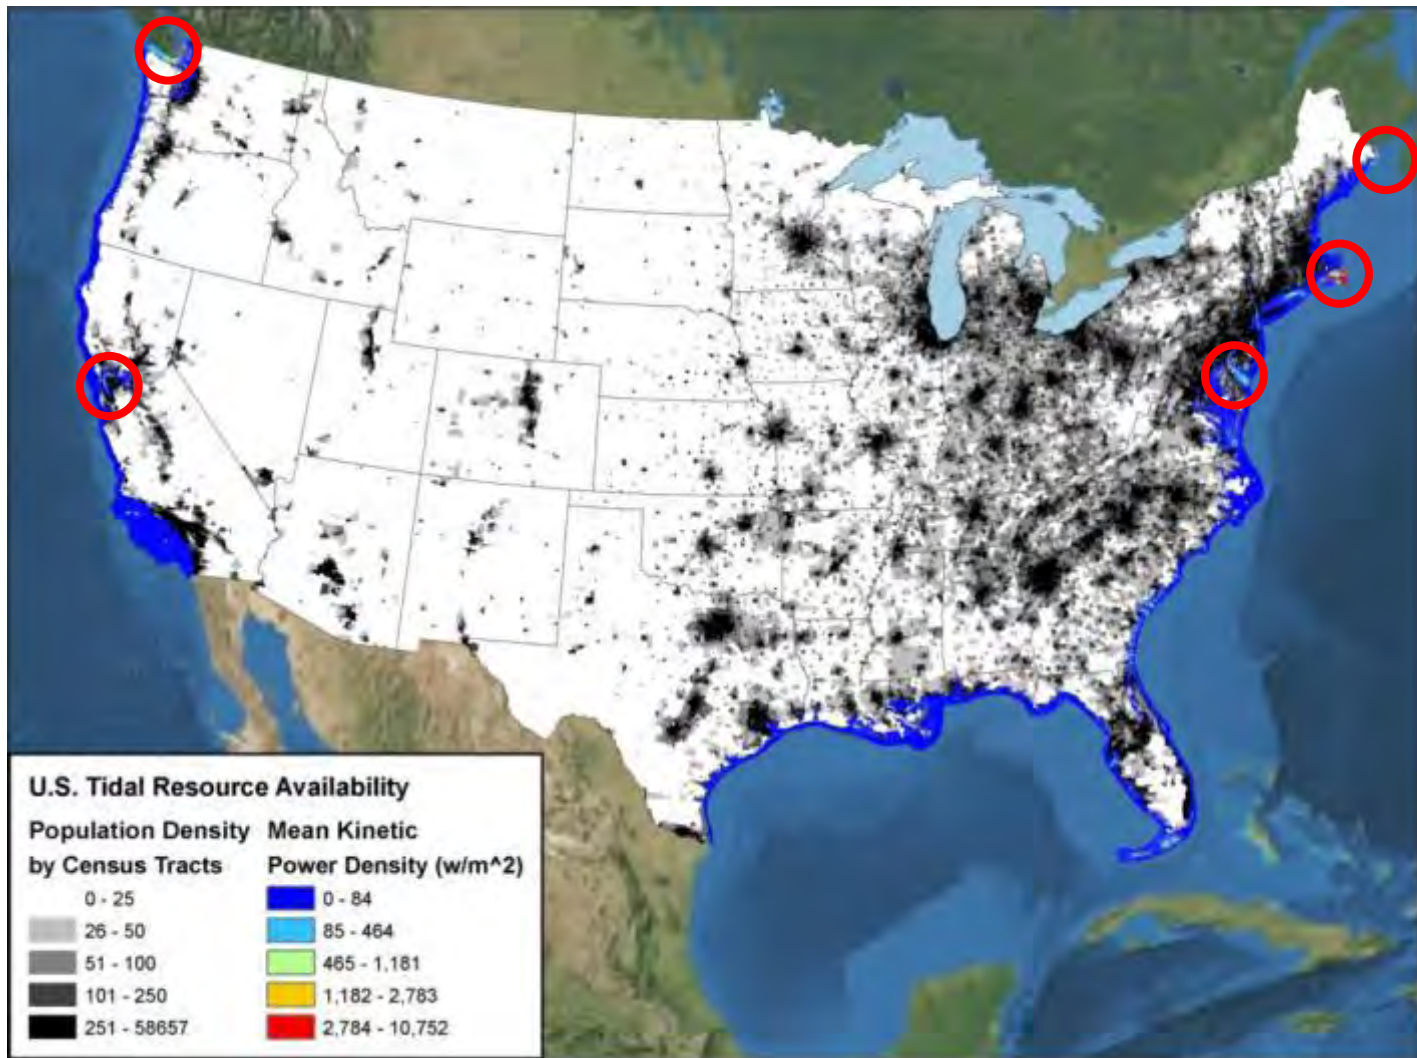 U.S. Tidal Resource Availability
Population Density Mean Kinetic
by Census Tracts Power Density (w/m^2)
0 - 25 0 - 84
26 - 50 85 - 464
51 - 100 465 - 1,181
101 - 250 1,182 - 2,783
251 - 58657 2,784 - 10,752